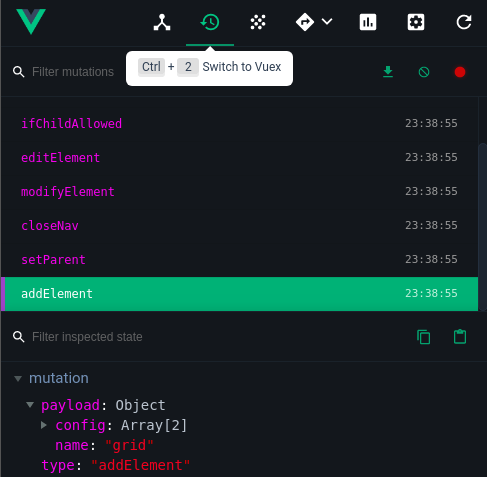 Filter mutations
Ctrl + 2 Switch to Vuex
ifChildAllowed 23:38:55
editElement 23:38:55
modifyElement 23:38:55
closeNav 23:38:55
setParent 23:38:55
addElement 23:38:55
Filter inspected state
mutation
payload: Object
config: Array[2]
name: "grid"
type: "addElement"